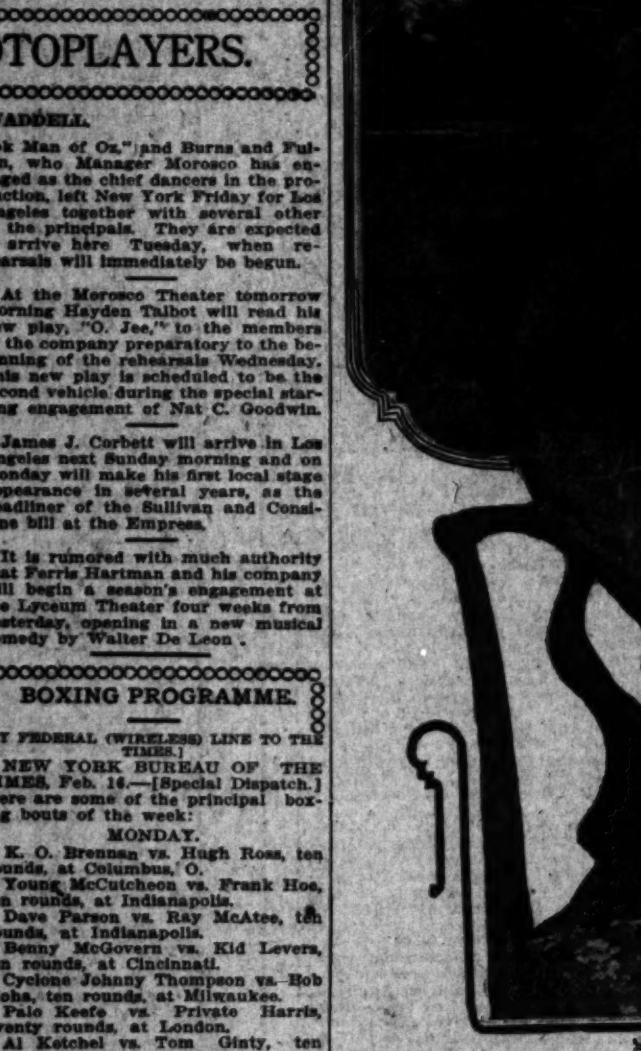 OTOPLAYERS.
ADDELL.
k Man of Oz," and Burns and Ful-
n, who Manager Morosco has en-
ged as the chief dancers in the pro-
uction, left New York Friday for Los
ngeles together with several other
the principals. They are expected
arrive here Tuesday, when re-
earsals will immediately be begun.
At the Morosco Theater tomorrow
orning Hayden Talbot will read his
ew play, "O. Jee," to the members
the company preparatory to the be-
nning of the rehearsals Wednesday.
his new play is scheduled to be the
cond vehicle during the special star-
ng engagement of Nat C. Goodwin.
James J. Corbett will arrive in Los
ngeles next Sunday morning and on
onday will make his first local stage
ppearance in several years, as the
eadliner of the Sullivan and Consi-
ne bill at the Empress.
It is rumored with much authority
at Ferris Hartman and his company
ill begin a season's engagement at
e Lyceum Theater four weeks from
sterday, opening in a new musical
omedy by Walter De Leon .
BOXING PROGRAMME.
Y FEDERAL (WIRELESS) LINE TO THE
TIMES.]
NEW YORK BUREAU OF THE
IMES, Feb. 16.—[Special Dispatch.]
ere are some of the principal box-
g bouts of the week:
MONDAY.
K. O. Brennan vs. Hugh Ross, ten
unds, at Columbus, O.
Young McCutcheon vs. Frank Hoe,
n rounds, at Indianapolis.
Dave Parson vs. Ray McAtee, ten
ounds, at Indianapolis.
Benny McGovern vs. Kid Levers,
n rounds, at Cincinnati.
Cyclone Johnny Thompson vs. Bob
oha, ten rounds, at Milwaukee.
Palo Keefe vs. Private Harris,
wenty rounds, at London.
Al Ketchel vs. Tom Ginty, ten